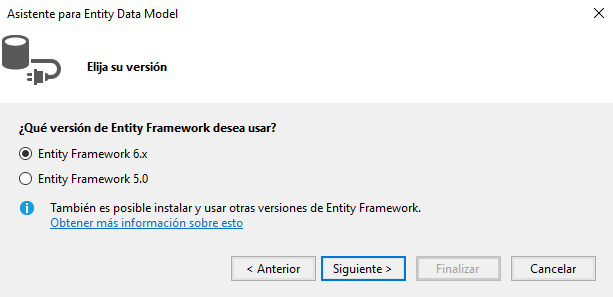 Asistente para Entity Data Model
Elija su versión
¿Qué versión de Entity Framework desea usar?
Entity Framework 6.x
Entity Framework 5.0
También es posible instalar y usar otras versiones de Entity Framework.
Obtener más información sobre esto
< Anterior
Siguiente >
Finalizar
Cancelar